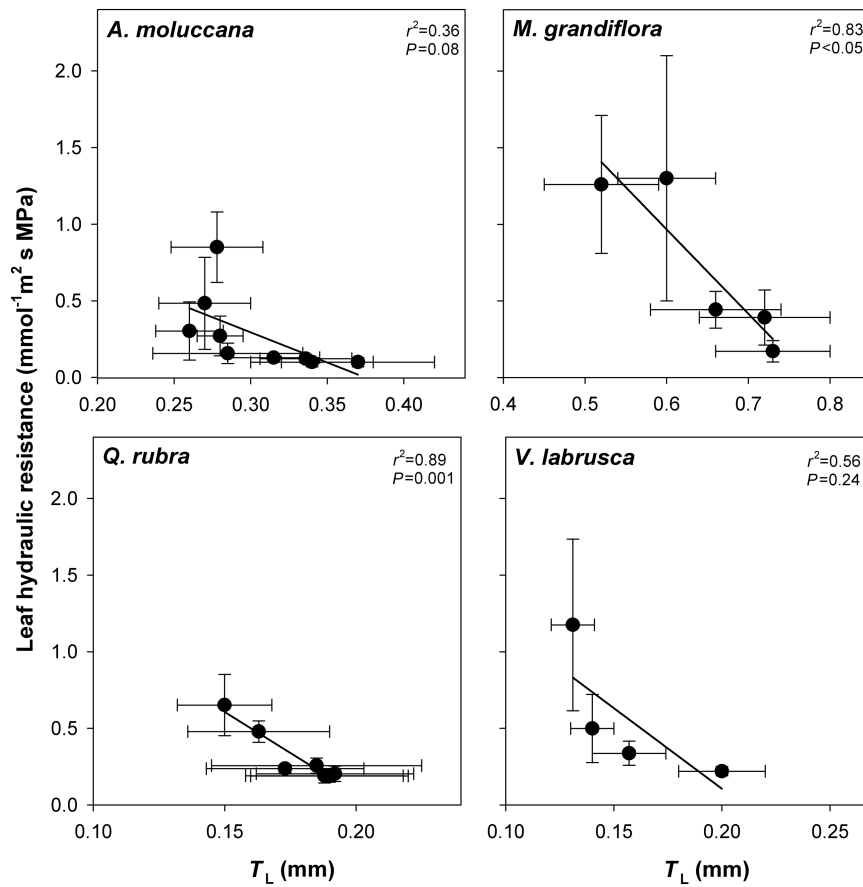 A. moluccana
r²=0.36
P=0.08
M. grandiflora
r²=0.83
P<0.05
2.0
1.5
1.0
0.5
0.0
0.20 0.25 0.30 0.35 0.40
0.4 0.5 0.6 0.7 0.8
Leaf hydraulic resistance (mmol⁻¹m² s MPa)
Q. rubra
r²=0.89
P=0.001
V. labrusca
r²=0.56
P=0.24
2.0
1.5
1.0
0.5
0.0
0.10 0.15 0.20
0.10 0.15 0.20 0.25
T_L (mm)
T_L (mm)